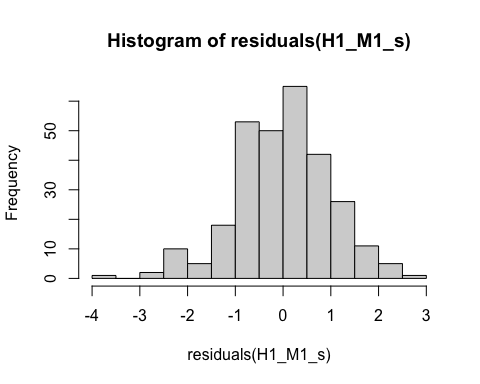 Histogram of residuals(H1_M1_s)
Frequency
50
30
10
0
-4 -3 -2 -1 0 1 2 3
residuals(H1_M1_s)